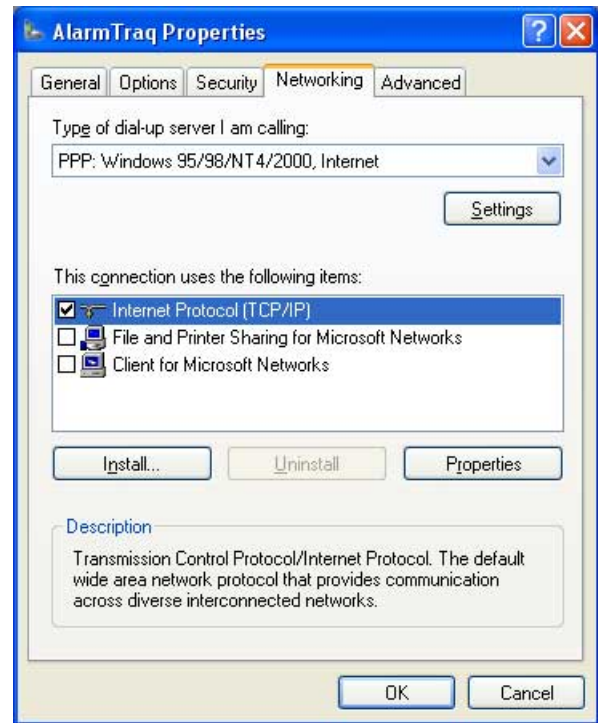 AlarmTraq Properties
General Options Security Networking Advanced
Type of dial-up server I am calling:
PPP: Windows 95/98/NT4/2000, Internet
Settings
This connection uses the following items:
Internet Protocol (TCP/IP)
File and Printer Sharing for Microsoft Networks
Client for Microsoft Networks
Install... Uninstall Properties
Description
Transmission Control Protocol/Internet Protocol. The default
wide area network protocol that provides communication
across diverse interconnected networks.
OK Cancel